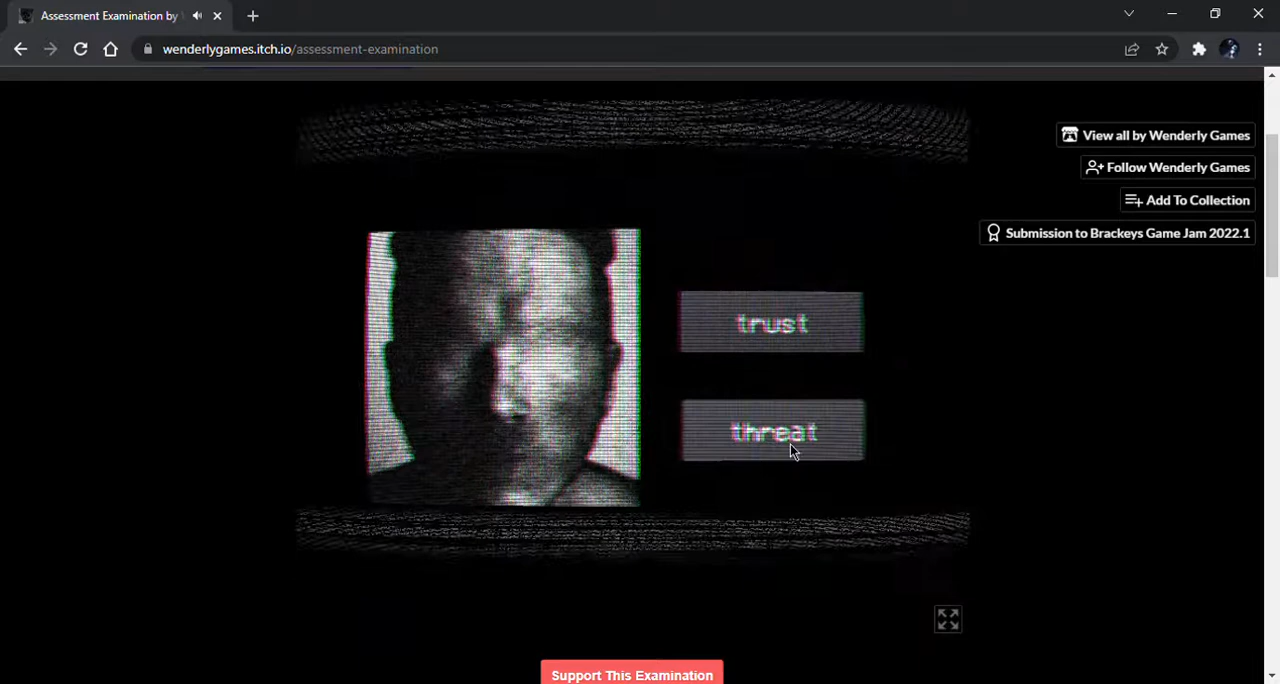 Assessment Examination by
wenderlygames.itch.io/assessment-examination
View all by Wenderly Games
Follow Wenderly Games
Add To Collection
Submission to Brackeys Game Jam 2022.1
trust
threat
Support This Examination